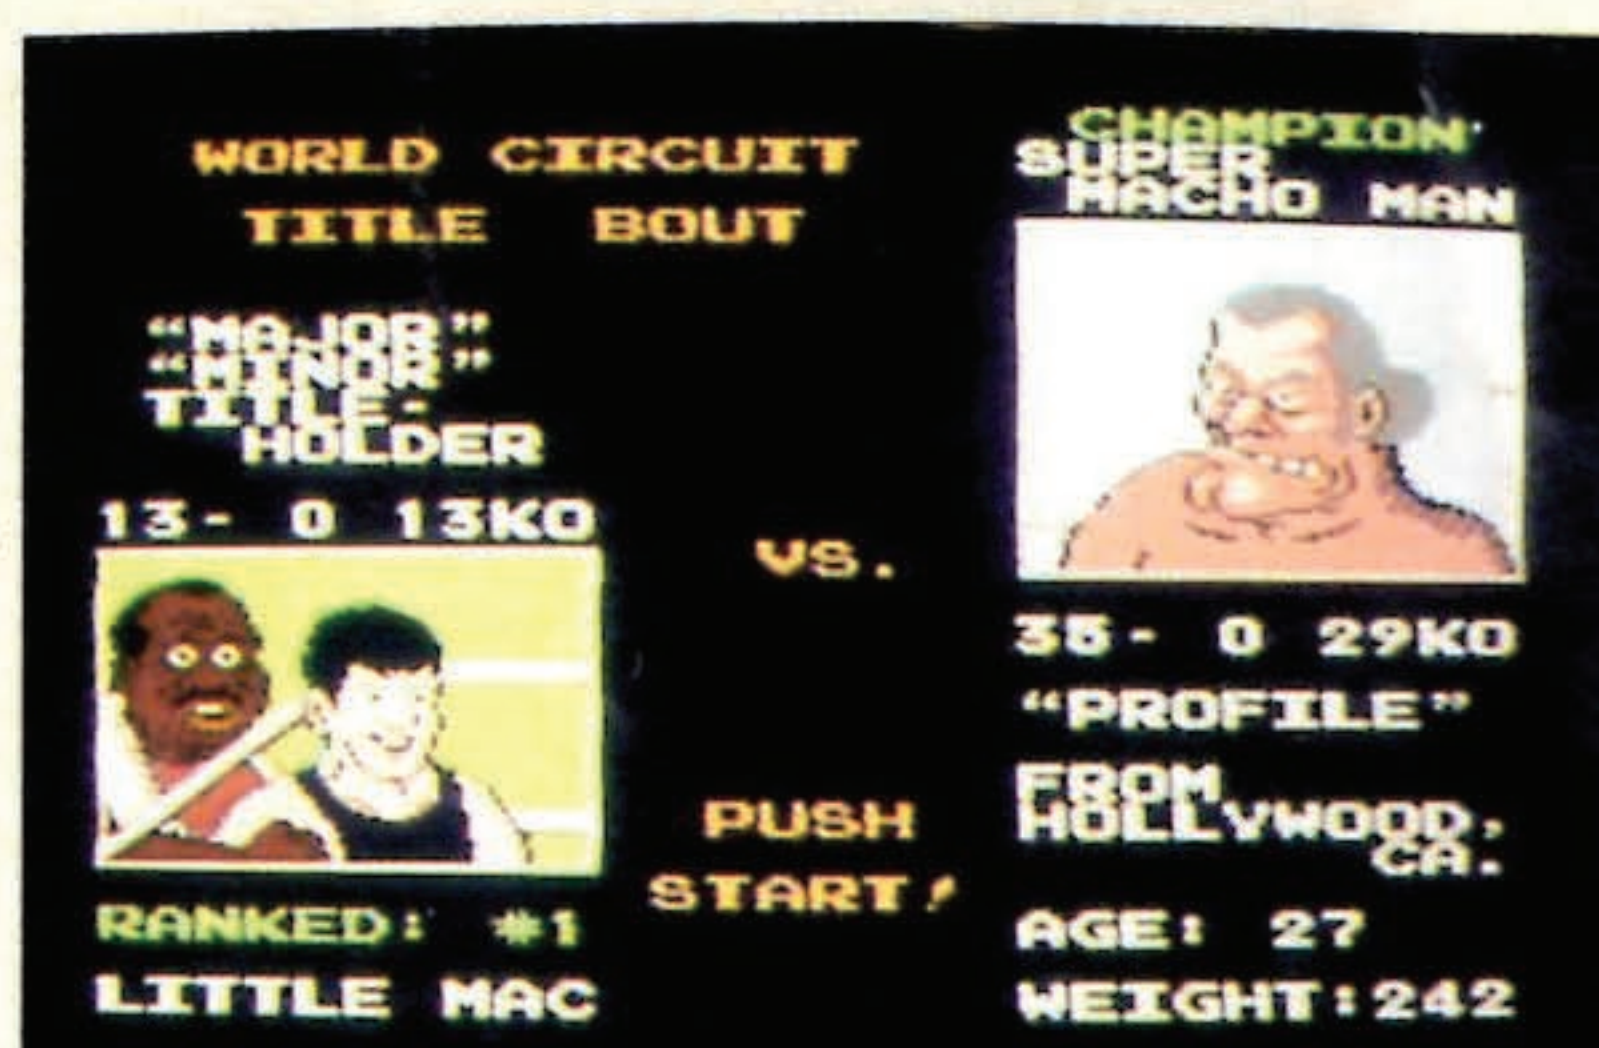 WORLD CIRCUIT
TITLE BOUT
"MAJOR"
"MINOR"
TITLE-
HOLDER
13- 0 13KO
RANKED: #1
LITTLE MAC
VS.
PUSH
START!
CHAMPION
SUPER
MACHO MAN
35- 0 29KO
"PROFILE"
FROM
HOLLYWOOD,
CA.
AGE: 27
WEIGHT:242